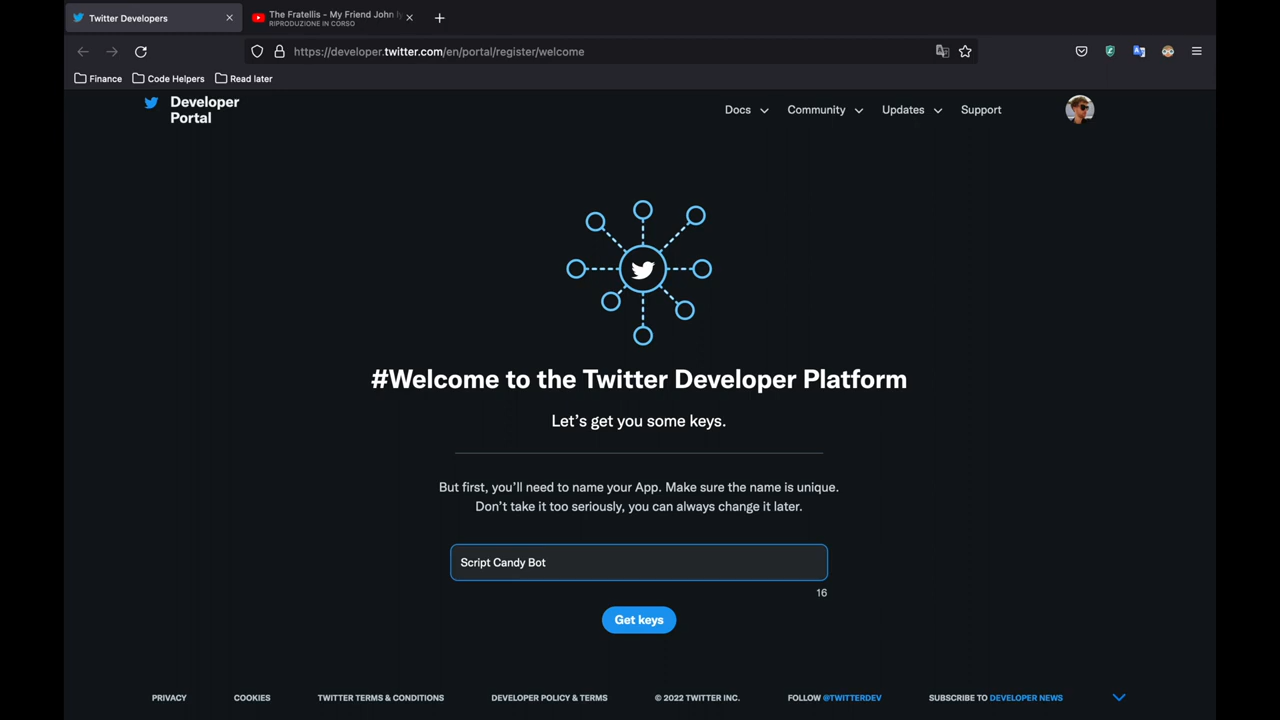 Twitter Developers
The Fratellis - My Friend John
RIPRODUZIONE IN CORSO
https://developer.twitter.com/en/portal/register/welcome
Finance
Code Helpers
Read later
Developer
Portal
Docs
Community
Updates
Support
#Welcome to the Twitter Developer Platform
Let's get you some keys.
But first, you'll need to name your App. Make sure the name is unique.
Don't take it too seriously, you can always change it later.
Script Candy Bot
16
Get keys
PRIVACY
COOKIES
TWITTER TERMS & CONDITIONS
DEVELOPER POLICY & TERMS
© 2022 TWITTER INC.
FOLLOW @TWITTERDEV
SUBSCRIBE TO DEVELOPER NEWS